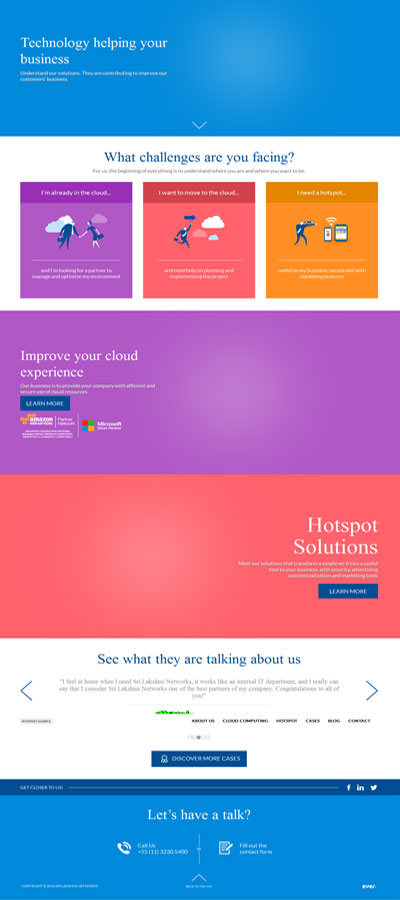 Technology helping your
business
Understand our solutions. They are contributing to improve our
customers' business.
What challenges are you facing?
For us, the beginning of everything is to understand where you are and where you want to be.
I'm already in the cloud...
I want to move to the cloud...
I need a hotspot...
and I'm looking for a partner to
manage and optimize my environment
and need help on planning and
implementing the project
useful to my business, secure and with
marketing features
Improve your cloud
experience
Our business is to provide your company with efficient and
secure use of cloud resources
LEARN MORE
amazon
web services
Partner
Network
Microsoft
Silver Partner
Hotspot
Solutions
Meet our solutions that transform a simple wi-fi into a useful
tool to your business, with security, advertising
commercialization and marketing tools
LEARN MORE
See what they are talking about us
"I feel at home when I need Sri Lakshmi Networks, it works like an internal IT department, and I really can
say that I consider Sri Lakshmi Networks one of the best partners of my company. Congratulations to all of
you!"
ABOUT US CLOUD COMPUTING HOTSPOT CASES BLOG CONTACT
DISCOVER MORE CASES
GET CLOSER TO US!
Let's have a talk?
Call Us
+55 (11) 3230.5400
or
Fill out the
contact form
COPYRIGHT © 2016 SRI LAKSHMI NETWORKS
BACK TO THE TOP
ever.